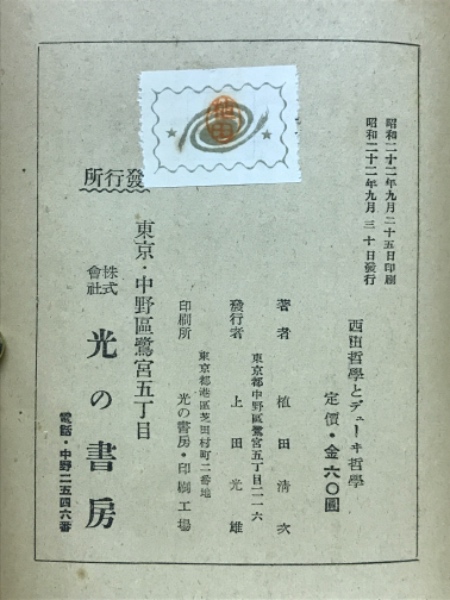 昭和二十二年九月二十五日印刷
昭和二十二年九月三十日發行
西田哲學とデューヰ哲學
定價・金六〇圓
著者 植田清次
東京都中野區鷺宮五丁目二一六
發行者 上田光雄
東京都港區芝田村町二番地
印刷所 光の書房・印刷工場
東京・中野區鷺宮五丁目
發行所
株式會社 光の書房
電話・中野二五四六番